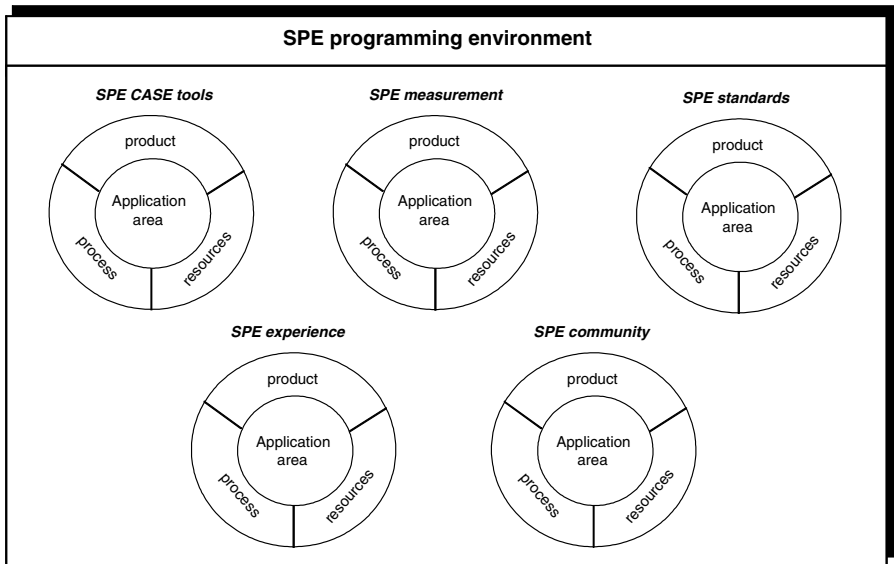 SPE programming environment
SPE CASE tools
product
Application
area
process
resources
SPE measurement
product
Application
area
process
resources
SPE standards
product
Application
area
process
resources
SPE experience
product
Application
area
process
resources
SPE community
product
Application
area
process
resources